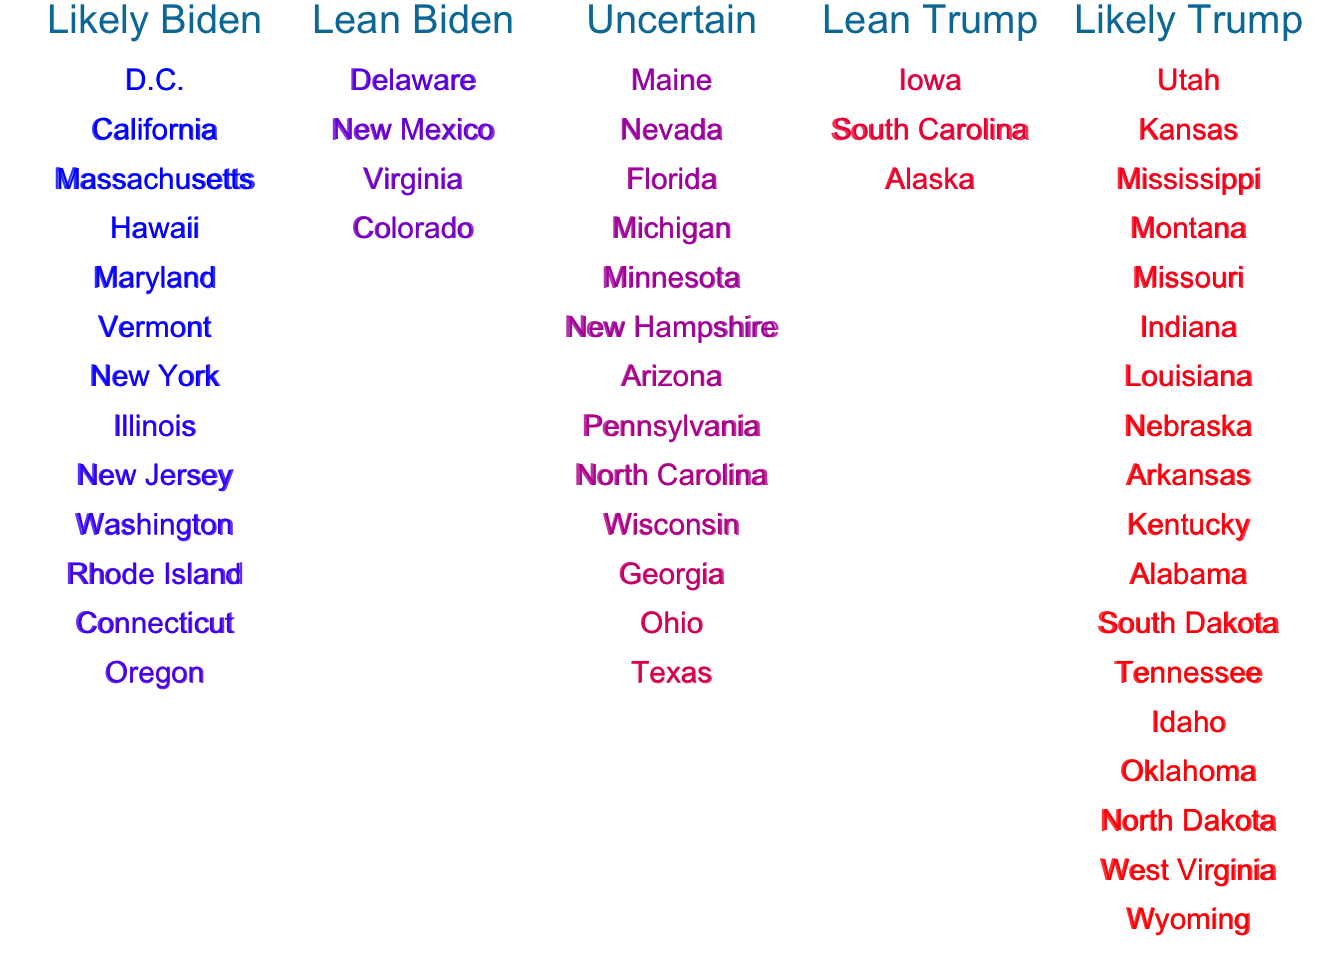 Likely Biden Lean Biden Uncertain Lean Trump Likely Trump
D.C. Delaware Maine Iowa Utah
California New Mexico Nevada South Carolina Kansas
Massachusetts Virginia Florida Alaska Mississippi
Hawaii Colorado Michigan Montana
Maryland Minnesota Missouri
Vermont New Hampshire Indiana
New York Arizona Louisiana
Illinois Pennsylvania Nebraska
New Jersey North Carolina Arkansas
Washington Wisconsin Kentucky
Rhode Island Georgia Alabama
Connecticut Ohio South Dakota
Oregon Texas Tennessee
Idaho
Oklahoma
North Dakota
West Virginia
Wyoming